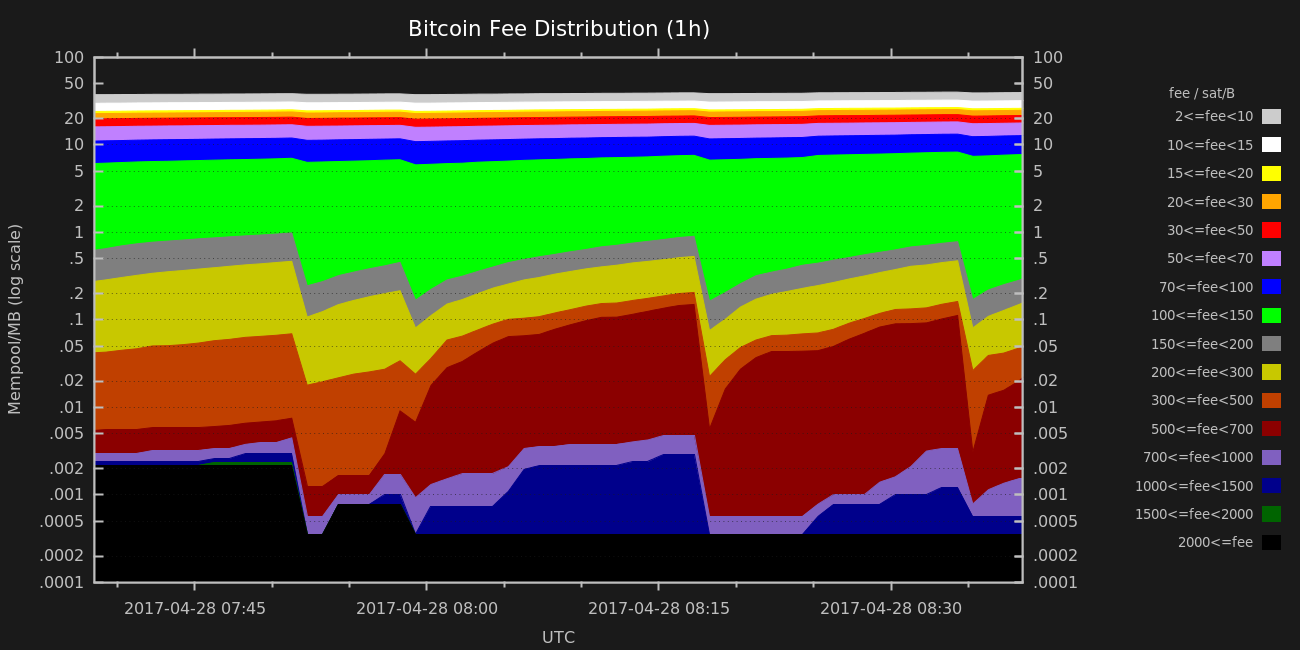 Bitcoin Fee Distribution (1h)
Mempool/MB (log scale)
100
50
20
10
5
2
1
.5
.2
.1
.05
.02
.01
.005
.002
.001
.0005
.0002
.0001
100
50
20
10
5
2
1
.5
.2
.1
.05
.02
.01
.005
.002
.001
.0005
.0002
.0001
2017-04-28 07:45
2017-04-28 08:00
2017-04-28 08:15
2017-04-28 08:30
UTC
fee / sat/B
2<=fee<10
10<=fee<15
15<=fee<20
20<=fee<30
30<=fee<50
50<=fee<70
70<=fee<100
100<=fee<150
150<=fee<200
200<=fee<300
300<=fee<500
500<=fee<700
700<=fee<1000
1000<=fee<1500
1500<=fee<2000
2000<=fee